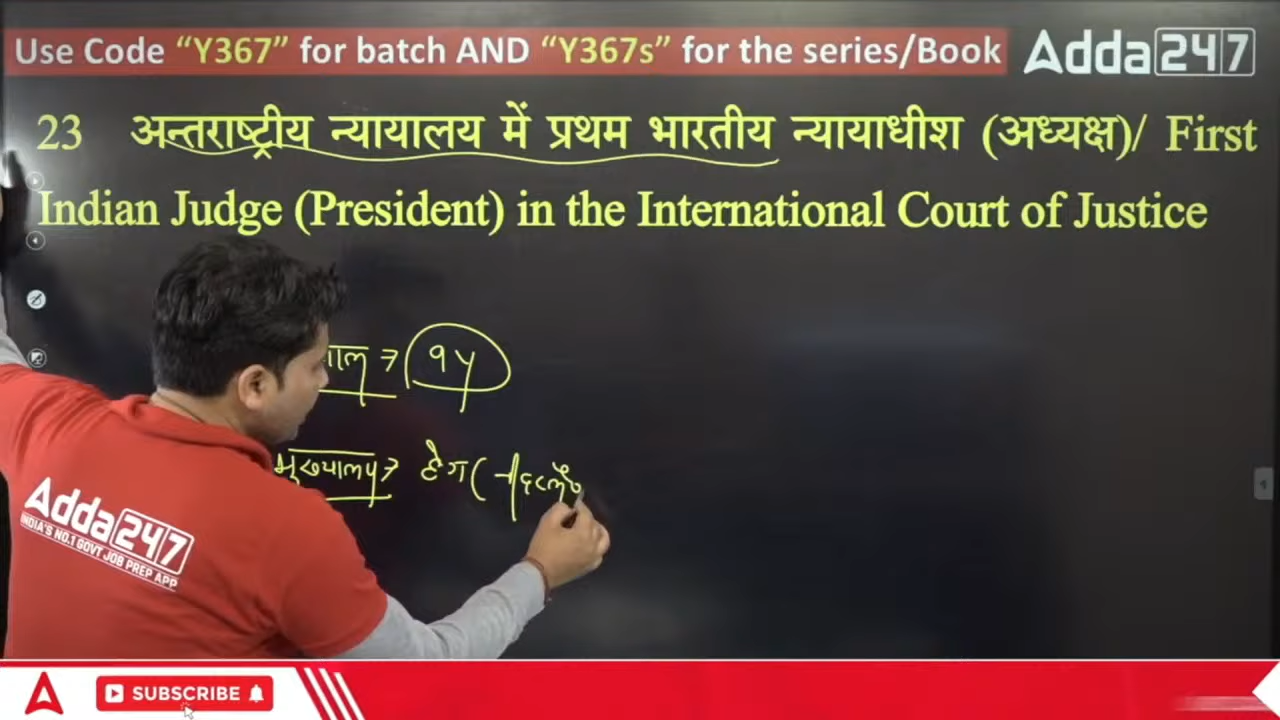 Use Code “Y367” for batch AND “Y367s” for the series/Book
Adda247
23 अन्तराष्ट्रीय न्यायालय में प्रथम भारतीय न्यायाधीश (अध्यक्ष)/ First
Indian Judge (President) in the International Court of Justice
१५
मुख्यालय → हेग (
Adda247
INDIA'S NO.1 GOVT JOB PREP APP
SUBSCRIBE